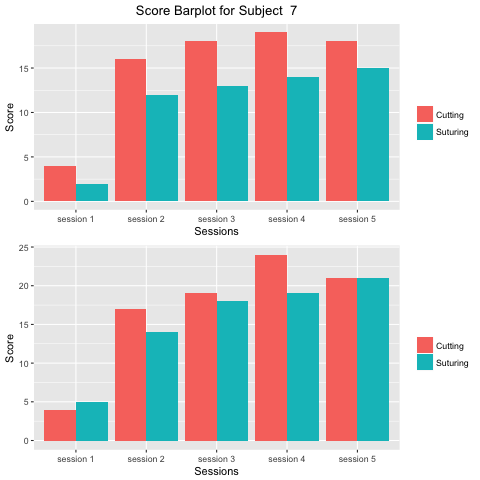 Score Barplot for Subject  7
Score
15
10
5
0
session 1 session 2 session 3 session 4 session 5
Sessions
Cutting
Suturing
Score
25
20
15
10
5
0
session 1 session 2 session 3 session 4 session 5
Sessions
Cutting
Suturing